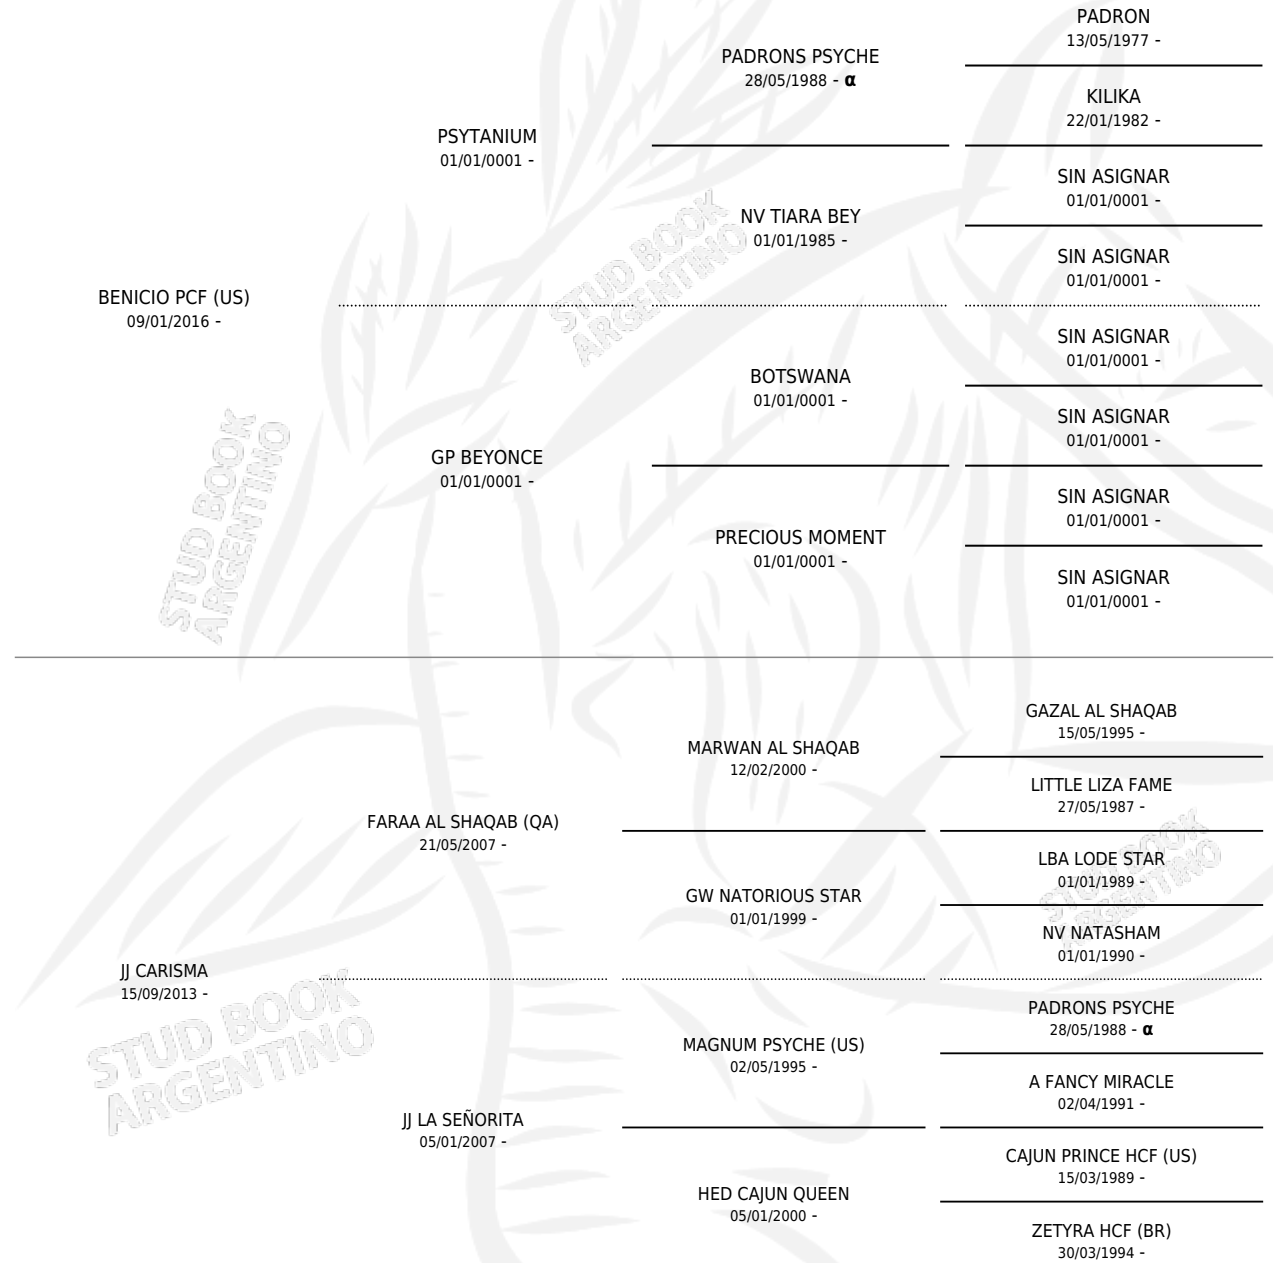 PADRON
13/05/1977 -
PADRONS PSYCHE
28/05/1988 - α
KILIKA
22/01/1982 -
PSYTANIUM
01/01/0001 -
SIN ASIGNAR
01/01/0001 -
NV TIARA BEY
01/01/1985 -
SIN ASIGNAR
01/01/0001 -
BENICIO PCF (US)
09/01/2016 -
SIN ASIGNAR
01/01/0001 -
BOTSWANA
01/01/0001 -
SIN ASIGNAR
01/01/0001 -
GP BEYONCE
01/01/0001 -
SIN ASIGNAR
01/01/0001 -
PRECIOUS MOMENT
01/01/0001 -
SIN ASIGNAR
01/01/0001 -
GAZAL AL SHAQAB
15/05/1995 -
MARWAN AL SHAQAB
12/02/2000 -
LITTLE LIZA FAME
27/05/1987 -
FARAA AL SHAQAB (QA)
21/05/2007 -
LBA LODE STAR
01/01/1989 -
GW NATORIOUS STAR
01/01/1999 -
NV NATASHAM
01/01/1990 -
JJ CARISMA
15/09/2013 -
PADRONS PSYCHE
28/05/1988 - α
MAGNUM PSYCHE (US)
02/05/1995 -
A FANCY MIRACLE
02/04/1991 -
JJ LA SEÑORITA
05/01/2007 -
CAJUN PRINCE HCF (US)
15/03/1989 -
HED CAJUN QUEEN
05/01/2000 -
ZETYRA HCF (BR)
30/03/1994 -
STUD BOOK
ARGENTINO
STUD BOOK
ARGENTINO
STUD BOOK
ARGENTINO
STUD BOOK
ARGENTINO